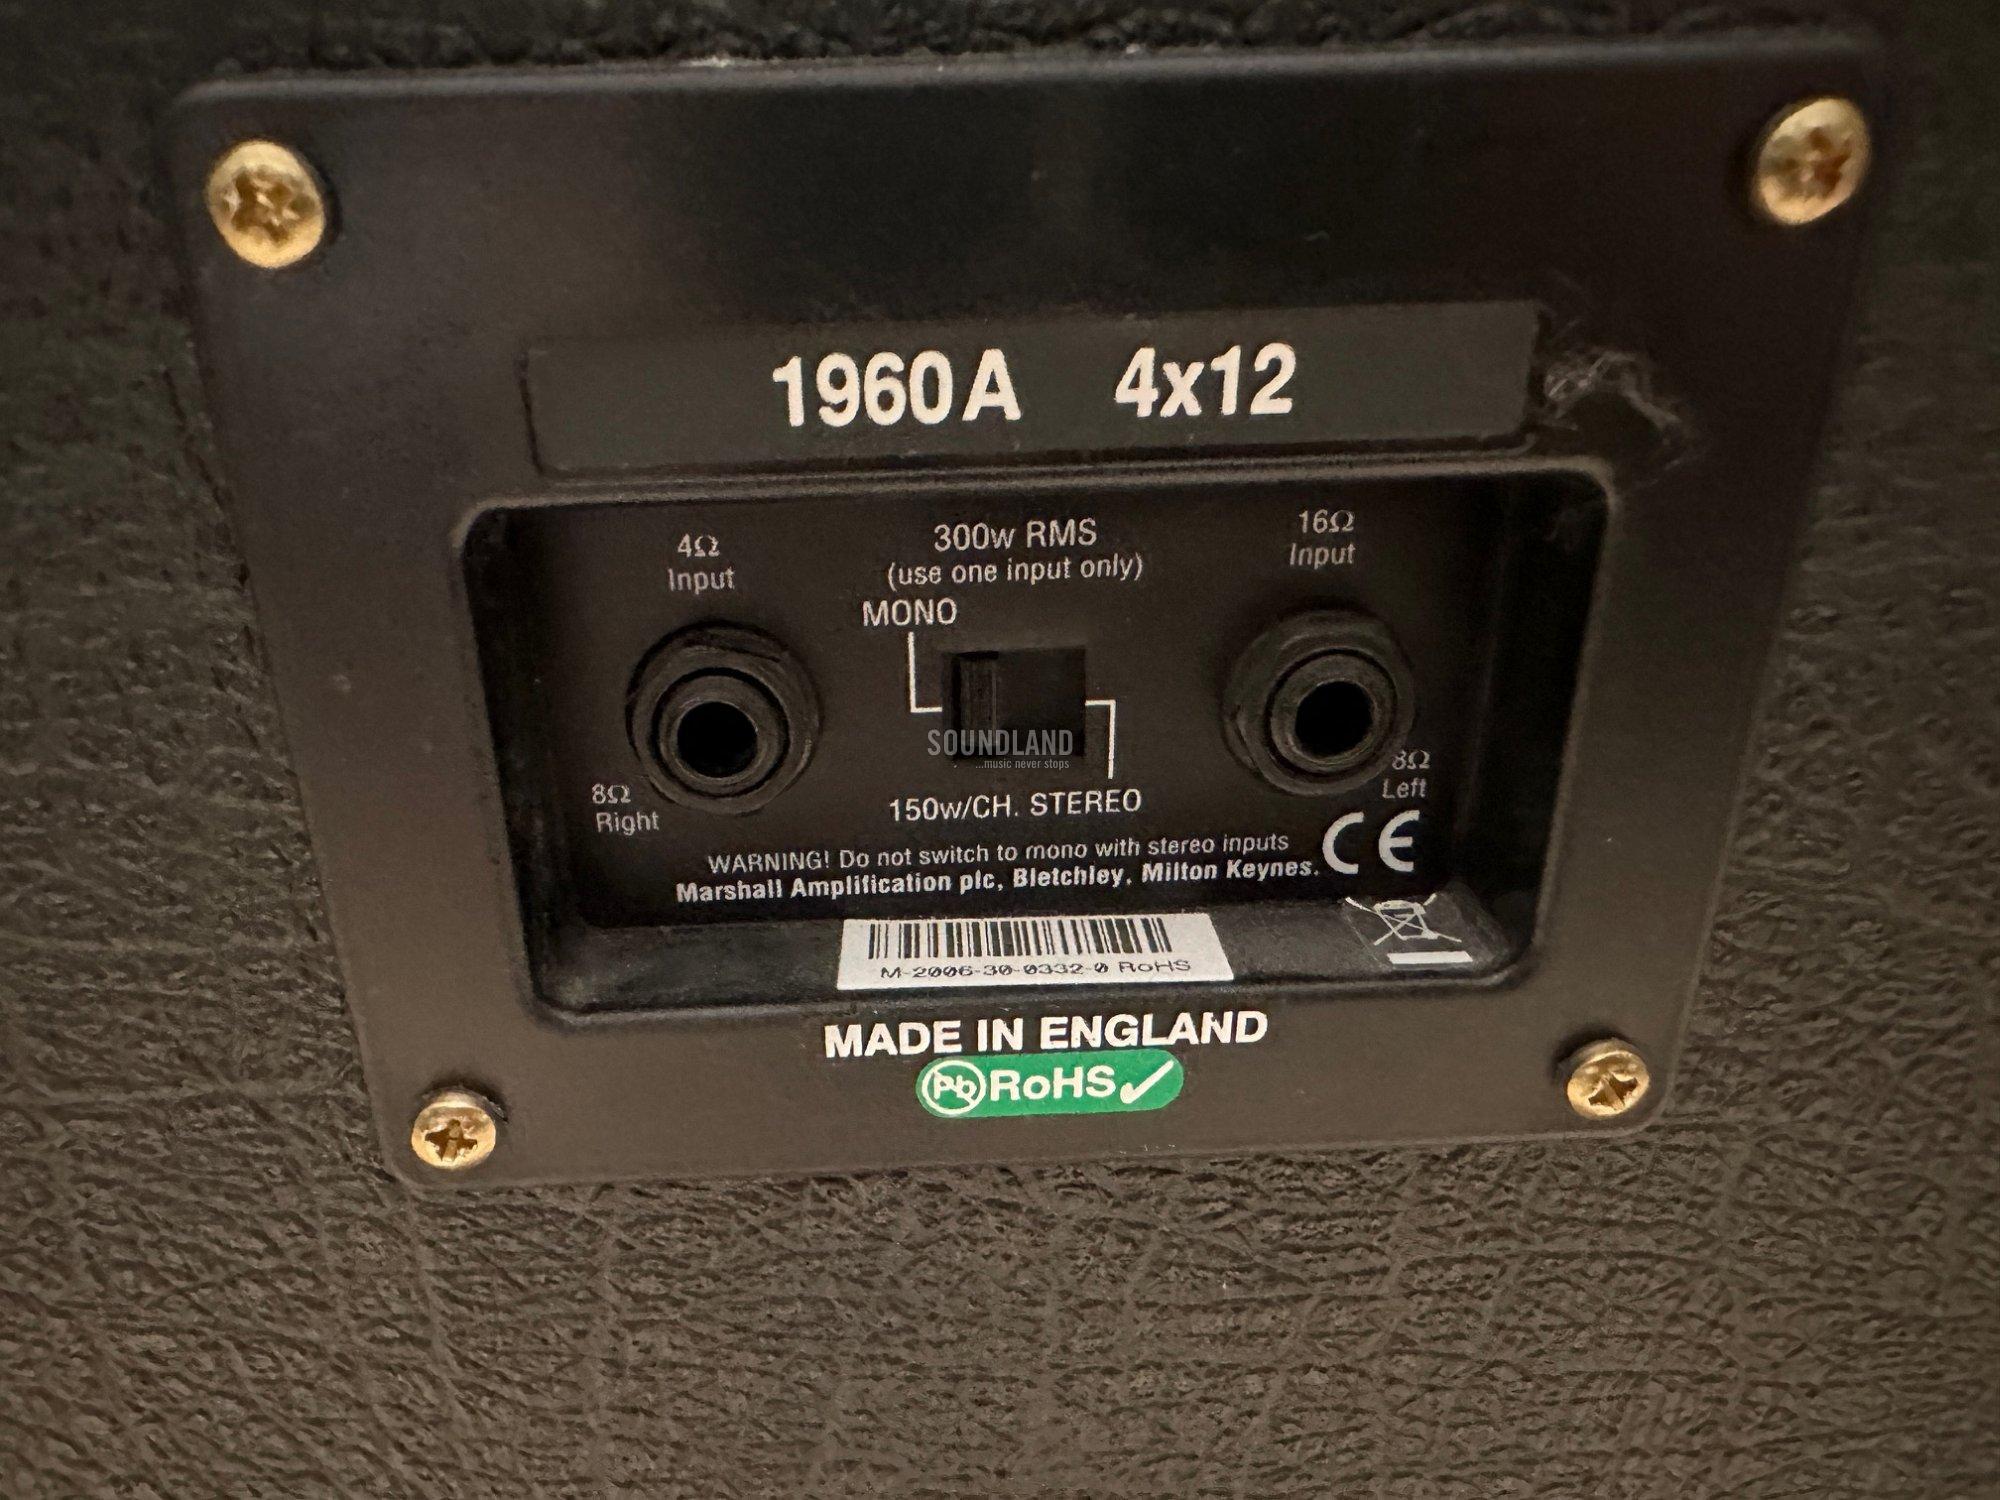 1960A 4x12
4Ω
Input
300w RMS
(use one input only)
16Ω
Input
MONO
SOUNDLAND
...music never stops
8Ω
Right
8Ω
Left
150w/CH. STEREO
WARNING! Do not switch to mono with stereo inputs
Marshall Amplification plc, Bletchley, Milton Keynes.
CE
M-2006-30-0332-0 RoHS
MADE IN ENGLAND
Pb RoHS✓